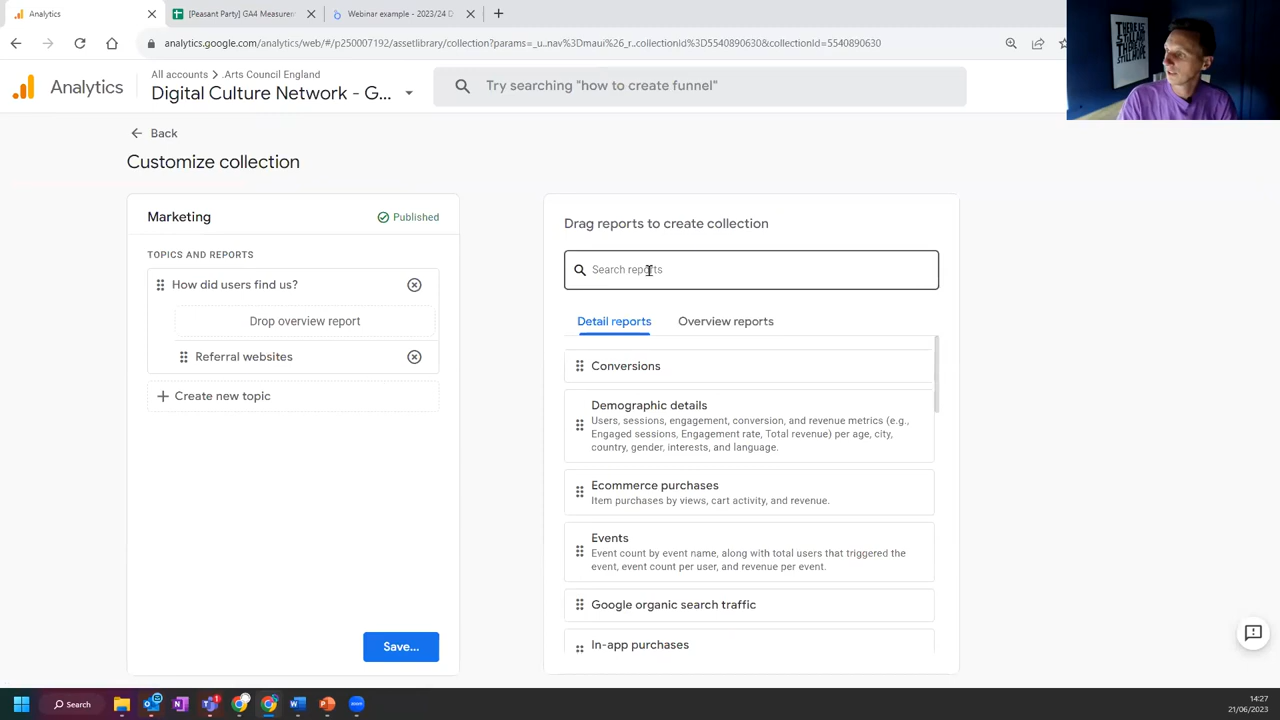 Analytics
[Peasant Party] GA4 Measurem
Webinar example - 2023/24 D
analytics.google.com/analytics/web/#/p250001192/assetlibrary/collection?params=_u..nav%3Dmaui%26_r..collectionId%3D5540890630&collectionId=5540890630
Analytics
All accounts > Arts Council England
Digital Culture Network - G...
Try searching "how to create funnel"
Back
Customize collection
Marketing
Published
TOPICS AND REPORTS
How did users find us?
Drop overview report
Referral websites
Create new topic
Save...
Drag reports to create collection
Search reports
Detail reports
Overview reports
Conversions
Demographic details
Users, sessions, engagement, conversion, and revenue metrics (e.g.,
Engaged sessions, Engagement rate, Total revenue) per age, city,
country, gender, interests, and language.
Ecommerce purchases
Item purchases by views, cart activity, and revenue.
Events
Event count by event name, along with total users that triggered the
event, event count per user, and revenue per event.
Google organic search traffic
In-app purchases
Search
14:27
21/06/2023